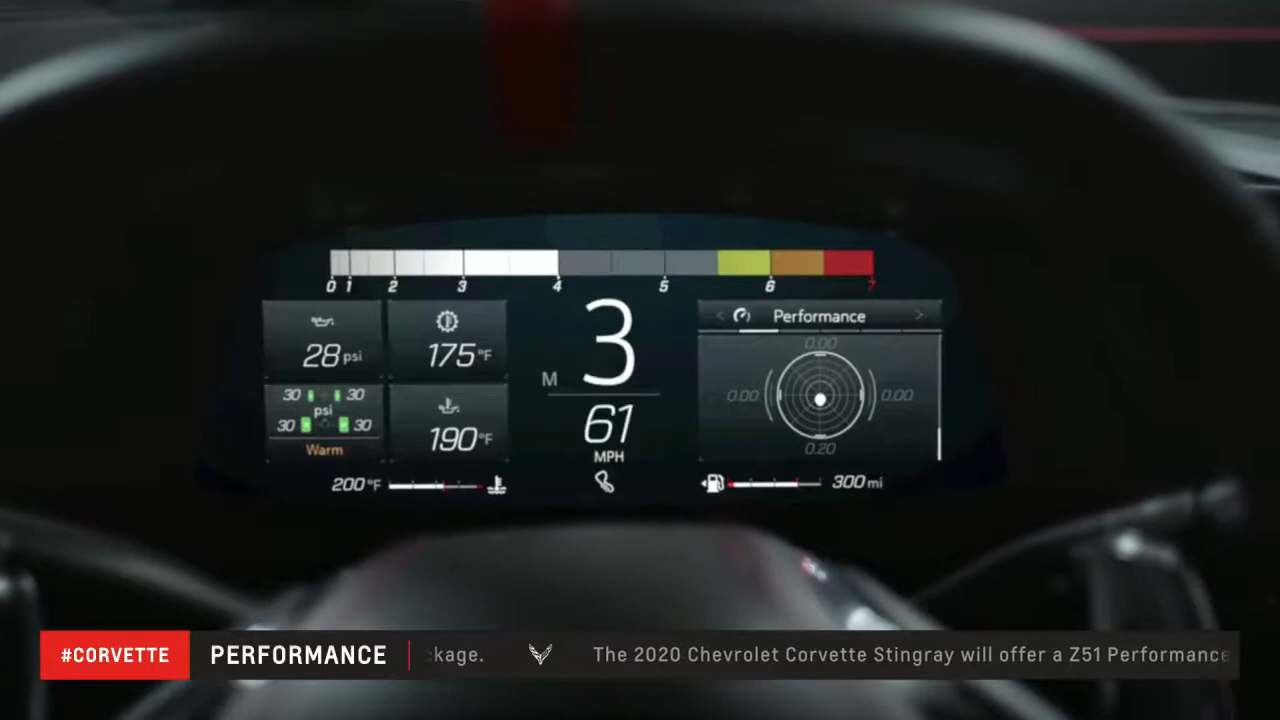 0 1 2 3 4 5 6 7
28 psi
175 °F
30 30
psi
30 30
Warm
190 °F
200 °F
3
M
61
MPH
Performance
0.00
0.00 0.00
0.20
300 mi
#CORVETTE PERFORMANCE kage. The 2020 Chevrolet Corvette Stingray will offer a Z51 Performance